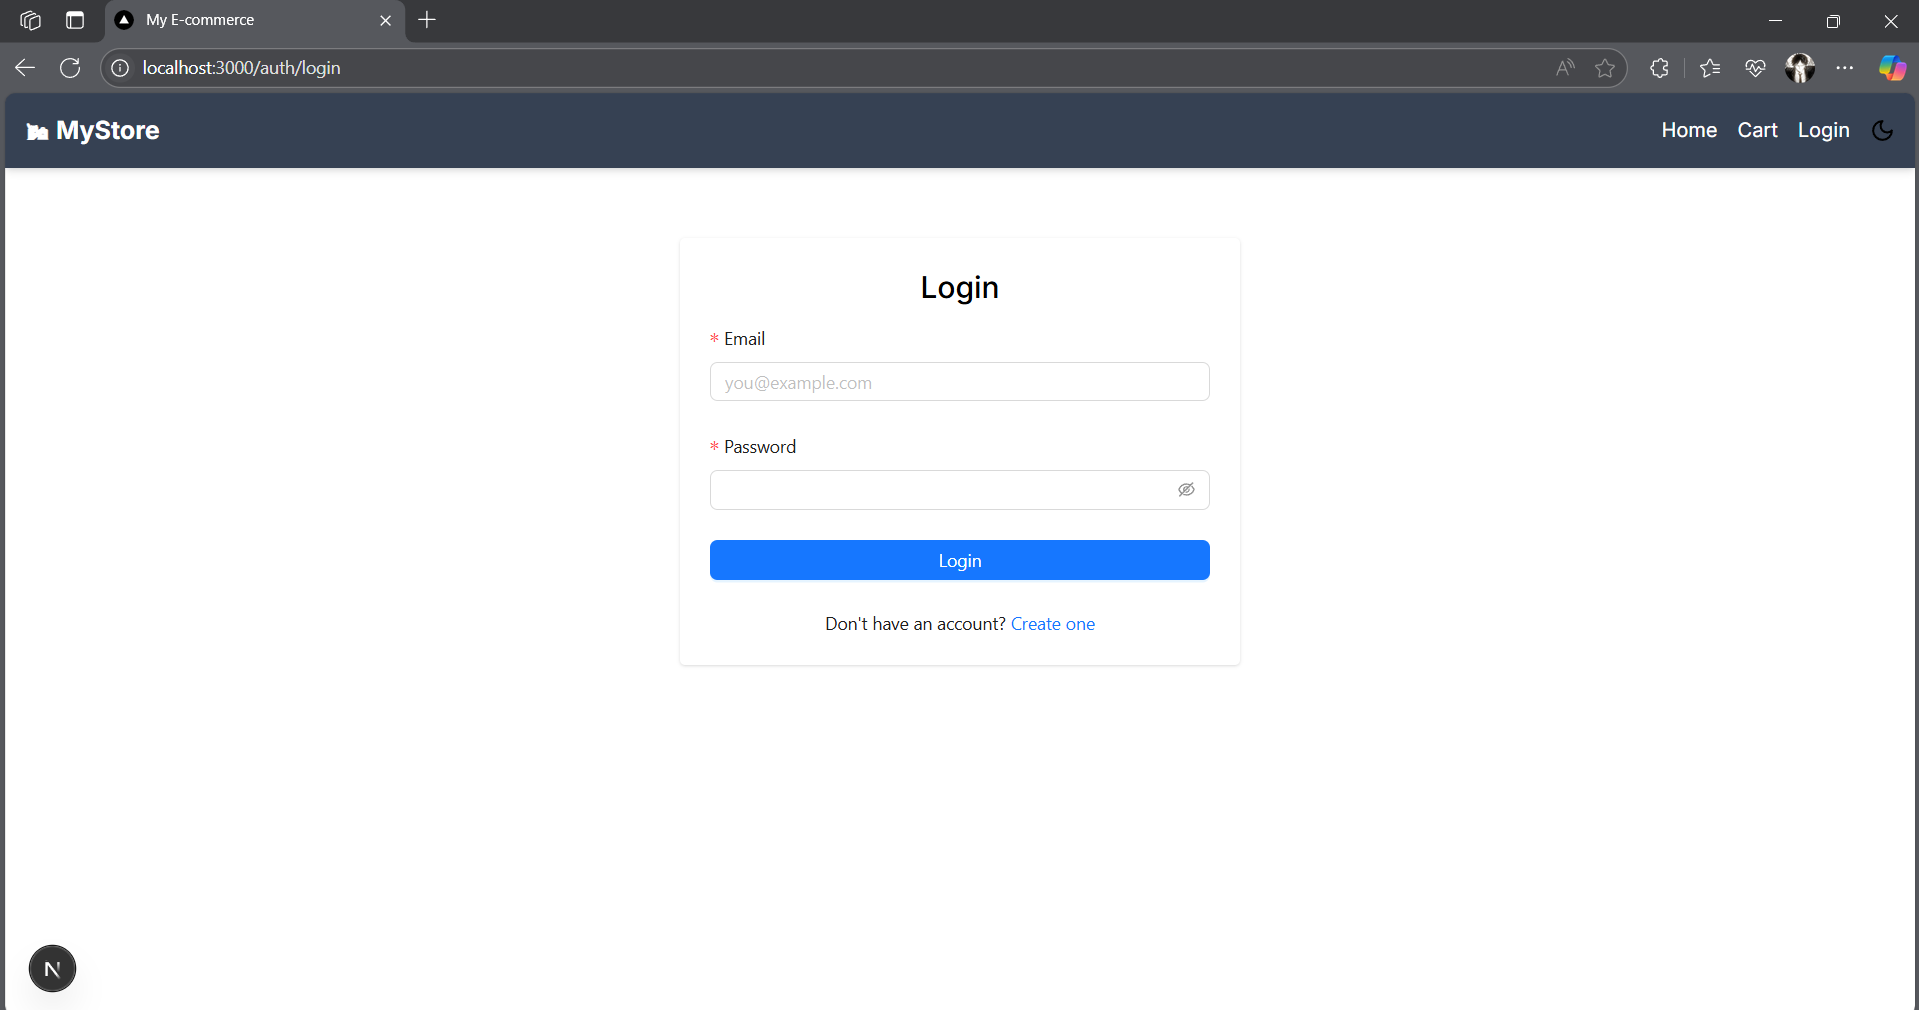 My E-commerce
localhost:3000/auth/login
MyStore
Home Cart Login
Login
* Email
you@example.com
* Password
Login
Don't have an account? Create one
N